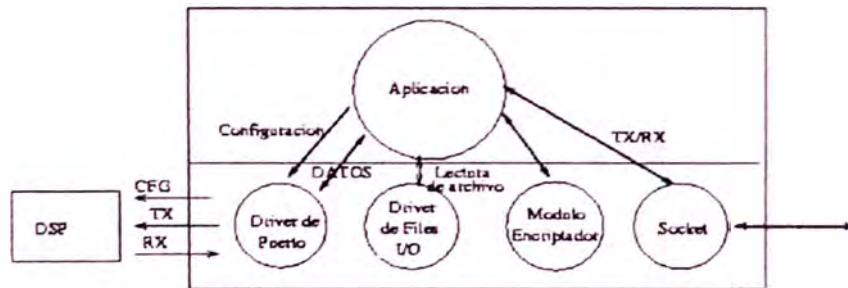 Aplicacion
Configuracion
TX/RX
DATOS
Lectura
de archivo
CFG
TX
RX
DSP
Driver de
Puerto
Driver
de Files
I/O
Modulo
Encriptador
Socket